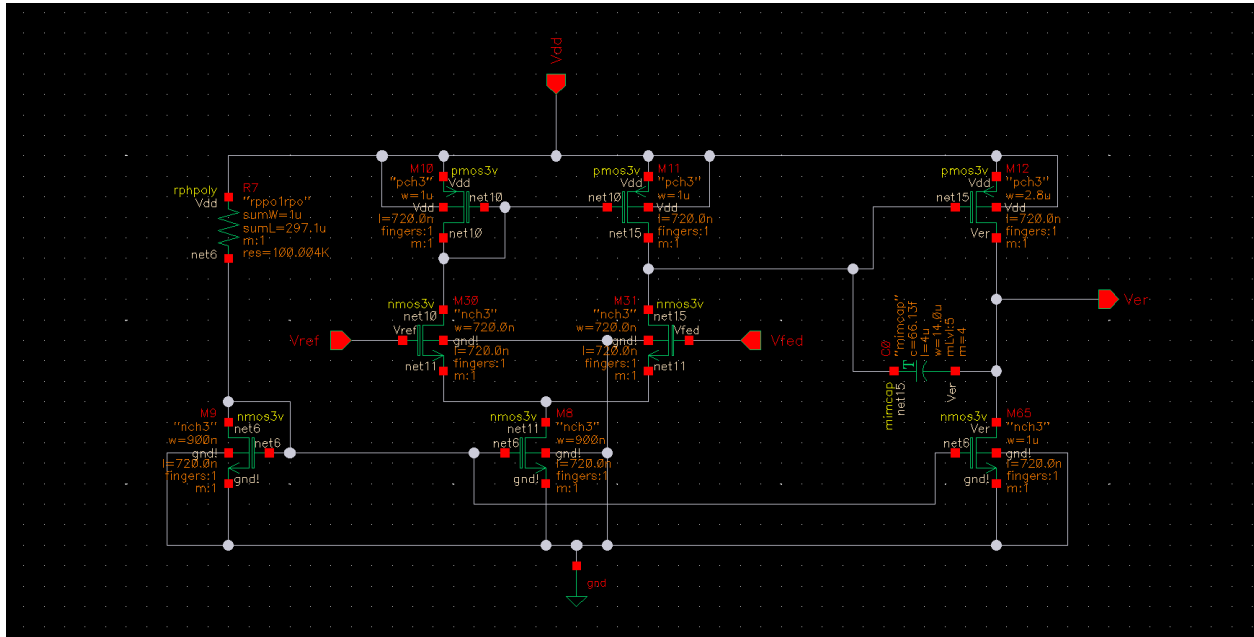 Vdd
rphpoly
Vdd
R7
"rppo1rpo"
sumW=1u
sumL=297.1u
m:1
res=100.004K
net6
M10
pmos3v
Vdd
"pch3"
w=1u
net10
Vdd
l=720.0n
fingers:1
m:1
net10
M11
pmos3v
Vdd
"pch3"
w=1u
net10
Vdd
l=720.0n
fingers:1
m:1
net15
M12
pmos3v
Vdd
"pch3"
w=2.8u
net15
Vdd
l=720.0n
fingers:1
m:1
Ver
M30
nmos3v
net10
"nch3"
w=720.0n
Vref
Vref
gnd!
l=720.0n
fingers:1
m:1
net11
M31
nmos3v
net15
"nch3"
w=720.0n
Vfed
Vfed
gnd!
l=720.0n
fingers:1
m:1
net11
Ver
C0
"mimcap"
c=66.13f
l=4u
w=14.0u
mLvl:5
m=4
mimcap
net15
Ver
M9
nmos3v
net6
"nch3"
w=900n
net6
gnd!
l=720.0n
fingers:1
m:1
gnd!
M8
nmos3v
net11
"nch3"
w=900n
net6
gnd!
l=720.0n
fingers:1
m:1
gnd!
M65
nmos3v
Ver
"nch3"
w=1u
net6
gnd!
l=720.0n
fingers:1
m:1
gnd!
gnd